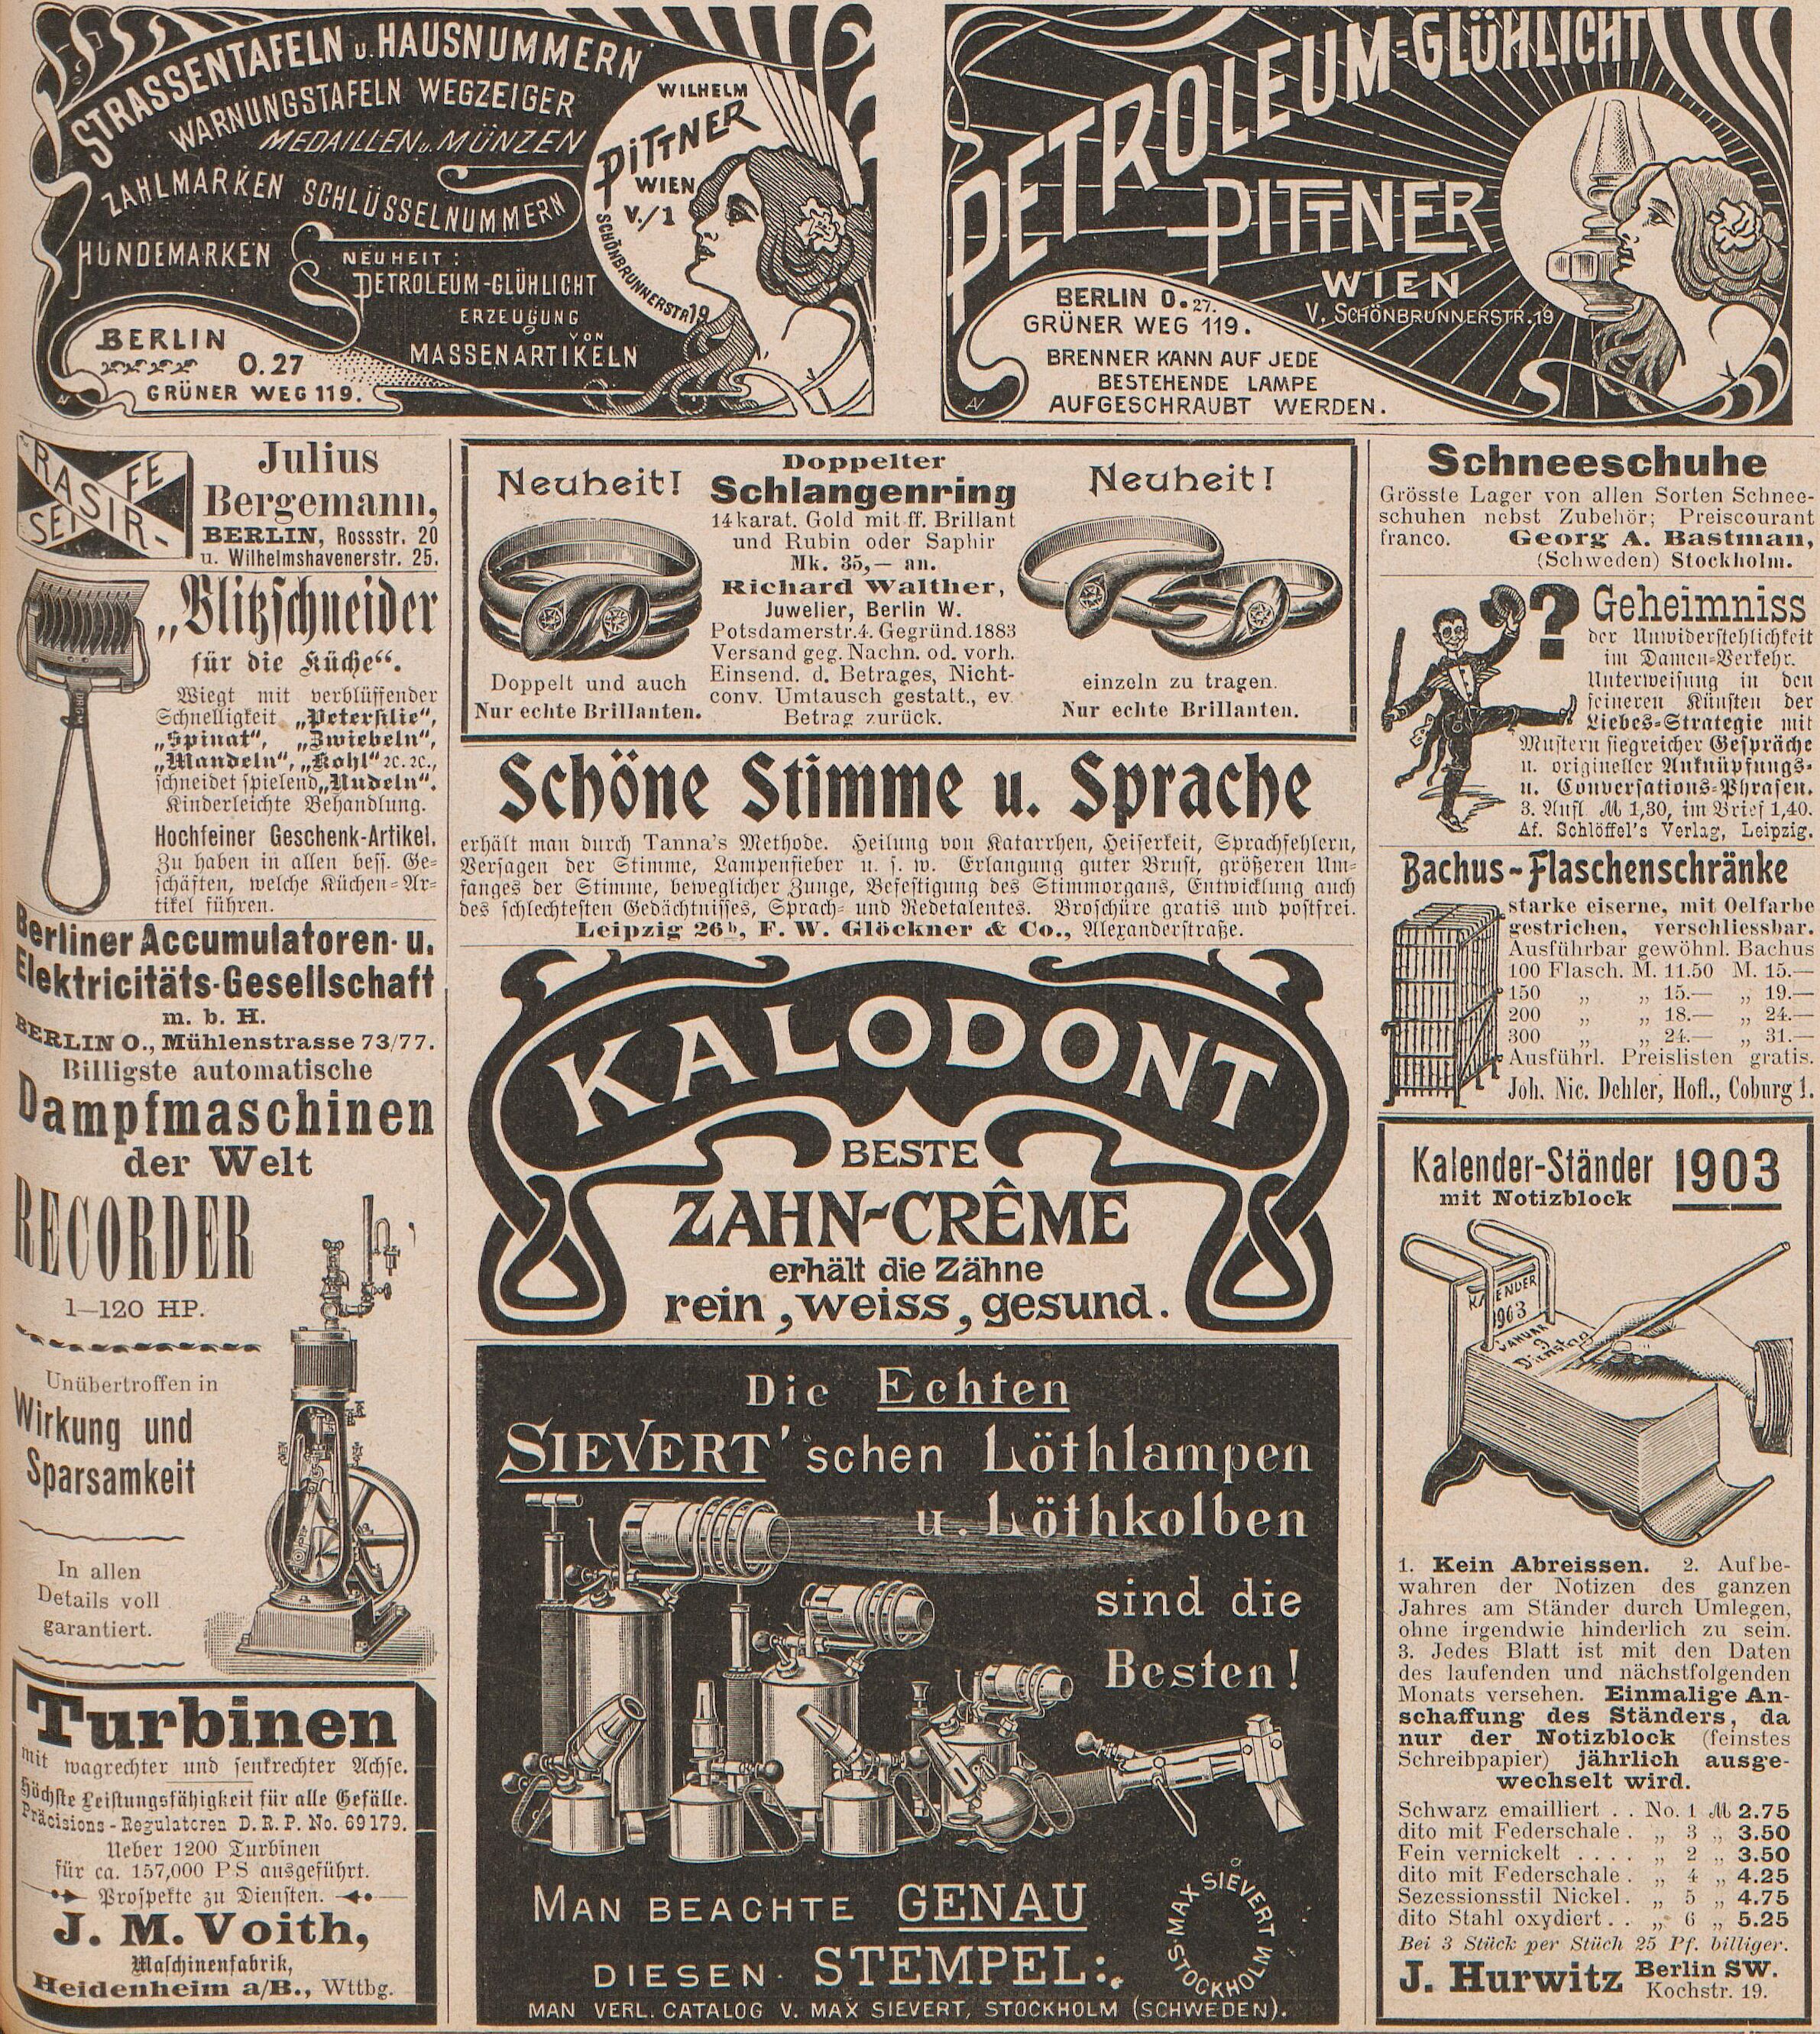 STRASSENTAFELN u. HAUSNUMMERN
WARNUNGSTAFELN WEGZEIGER
MEDAILLEN u. MÜNZEN
ZAHLMARKEN SCHLÜSSELNUMMERN
HUNDEMARKEN
NEUHEIT:
PETROLEUM-GLÜHLICHT
ERZEUGUNG
VON
MASSENARTIKELN
WILHELM
PITTNER
WIEN
V./1
SCHÖNBRUNNERSTR.19
BERLIN
O.27
GRÜNER WEG 119.
PETROLEUM-GLÜHLICHT
PITTNER
WIEN
V. SCHÖNBRUNNERSTR.19
BERLIN O.27.
GRÜNER WEG 119.
BRENNER KANN AUF JEDE
BESTEHENDE LAMPE
AUFGESCHRAUBT WERDEN.
RASIR-
SEIFE
Julius
Bergemann,
BERLIN, Rossstr. 20
u. Wilhelmshavenerstr. 25.
„Blitzschneider
für die Küche“.
Wiegt mit verblüffender
Schnelligkeit „Petersilie“,
„Spinat“, „Zwiebeln“,
„Mandeln“, „Kohl“ ꝛc. ꝛc.,
schneidet spielend „Nudeln“.
Kinderleichte Behandlung.
Hochfeiner Geschenk-Artikel.
Zu haben in allen bess. Ge-
schäften, welche Küchen-Ar-
tikel führen.
Berliner Accumulatoren- u.
Elektricitäts-Gesellschaft
m. b. H.
BERLIN O., Mühlenstrasse 73/77.
Billigste automatische
Dampfmaschinen
der Welt
RECORDER
1—120 HP.
Unübertroffen in
Wirkung und
Sparsamkeit
In allen
Details voll
garantiert.
Turbinen
mit wagrechter und senkrechter Achse.
Höchste Leistungsfähigkeit für alle Gefälle.
Präcisions-Regulatoren D. R. P. No. 69179.
Ueber 1200 Turbinen
für ca. 157,000 PS ausgeführt.
Prospekte zu Diensten.
J. M. Voith,
Maschinenfabrik,
Heidenheim a/B., Wttbg.
Neuheit!
Doppelt und auch
Nur echte Brillanten.
Doppelter
Schlangenring
14karat. Gold mit ff. Brillant
und Rubin oder Saphir
Mk. 35,— an.
Richard Walther,
Juwelier, Berlin W.
Potsdamerstr.4. Gegründ.1883
Versand geg. Nachn. od. vorh.
Einsend. d. Betrages, Nicht-
conv. Umtausch gestatt., ev.
Betrag zurück.
Neuheit!
einzeln zu tragen.
Nur echte Brillanten.
Schöne Stimme u. Sprache
erhält man durch Tanna's Methode. Heilung von Katarrhen, Heiserkeit, Sprachfehlern,
Versagen der Stimme, Lampenfieber u. s. w. Erlangung guter Brust, größeren Um-
fanges der Stimme, beweglicher Zunge, Befestigung des Stimmorgans, Entwicklung auch
des schlechtesten Gedächtnisses, Sprach- und Redetalentes. Broschüre gratis und postfrei.
Leipzig 26b, F. W. Glöckner & Co., Alexanderstraße.
KALODONT
BESTE
ZAHN-CRÊME
erhält die Zähne
rein, weiss, gesund.
Die Echten
SIEVERT'schen Löthlampen
u. Löthkolben
sind die
Besten!
MAN BEACHTE GENAU
DIESEN STEMPEL:
MAX SIEVERT STOCKHOLM
MAN VERL. CATALOG V. MAX SIEVERT, STOCKHOLM (SCHWEDEN).
Schneeschuhe
Grösste Lager von allen Sorten Schnee-
schuhen nebst Zubehör; Preiscourant
franco. Georg A. Bastman,
(Schweden) Stockholm.
? Geheimniss
der Unwiderstehlichkeit
im Damen-Verkehr.
Unterweisung in den
feineren Künsten der
Liebes-Strategie mit
Mustern siegreicher Gespräche
u. origineller Anknüpfungs-
u. Conversations-Phrasen.
3. Aufl. ℳ 1,30, im Brief 1,40.
Af. Schlöffel's Verlag, Leipzig.
Bachus-Flaschenschränke
starke eiserne, mit Oelfarbe
gestrichen, verschliessbar.
Ausführbar gewöhnl. Bachus
100 Flasch. M. 11.50 M. 15.—
150 „ „ 15.— „ 19.—
200 „ „ 18.— „ 24.—
300 „ „ 24.— „ 31.—
Ausführl. Preislisten gratis.
Joh. Nic. Dehler, Hofl., Coburg 1.
Kalender-Ständer 1903
mit Notizblock
KALENDER
1903
JANUAR
Dienstag
1. Kein Abreissen. 2. Aufbe-
wahren der Notizen des ganzen
Jahres am Ständer durch Umlegen,
ohne irgendwie hinderlich zu sein.
3. Jedes Blatt ist mit den Daten
des laufenden und nächstfolgenden
Monats versehen. Einmalige An-
schaffung des Ständers, da
nur der Notizblock (feinstes
Schreibpapier) jährlich ausge-
wechselt wird.
Schwarz emailliert . . No. 1 ℳ 2.75
dito mit Federschale . „ 3 „ 3.50
Fein vernickelt . . . . „ 2 „ 3.50
dito mit Federschale . „ 4 „ 4.25
Sezessionsstil Nickel . „ 5 „ 4.75
dito Stahl oxydiert . . „ 6 „ 5.25
Bei 3 Stück per Stück 25 Pf. billiger.
J. Hurwitz Berlin SW.
Kochstr. 19.